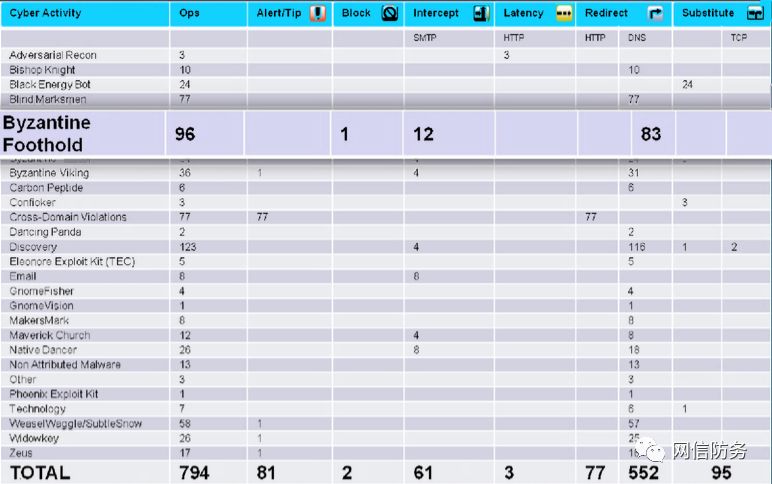 Cyber Activity Ops Alert/Tip Block Intercept Latency Redirect Substitute
SMTP HTTP HTTP DNS TCP
Adversarial Recon 3 3
Bishop Knight 10 10
Black Energy Bot 24 24
Blind Marksmen 77 77
Byzantine
Foothold 96 1 12 83
Byzantine Viking 36 1 4 31
Carbon Peptide 6 6
Conficker 3 3
Cross-Domain Violations 77 77 77
Dancing Panda 2 2
Discovery 123 4 116 1 2
Eleonore Exploit Kit (TEC) 5 5
Email 8 8
GnomeFisher 4 4
GnomeVision 1 1
MakersMark 8 8
Maverick Church 12 4 8
Native Dancer 26 8 18
Non Attributed Malware 13 13
Other 3 3
Phoenix Exploit Kit 1 1
Technology 7 6 1
WeaselWaggle/SubtleSnow 58 1 57
Widowkey 26 1 25
Zeus 17 1
TOTAL 794 81 2 61 3 77 552 95
网信防务